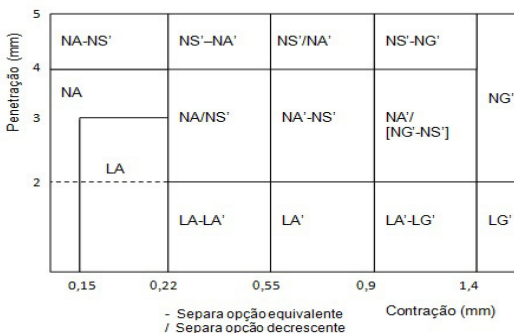 5
NA-NS' NS'–NA' NS'/NA' NS'-NG'
4
Penetração (mm)
NA
NG'
3
NA/NS' NA'-NS' NA'/
[NG'-NS']
LA
2
LA-LA' LA' LA'-LG' LG'
0,15 0,22 0,55 0,9 1,4
- Separa opção equivalente
Contração (mm)
/ Separa opção decrescente